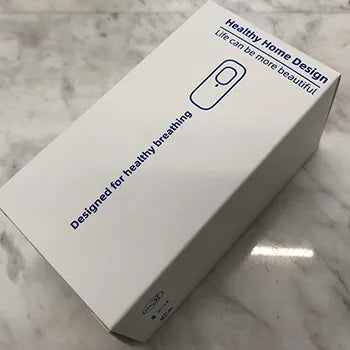 Healthy Home Design
Life can be more beautiful
Designed for healthy breathing